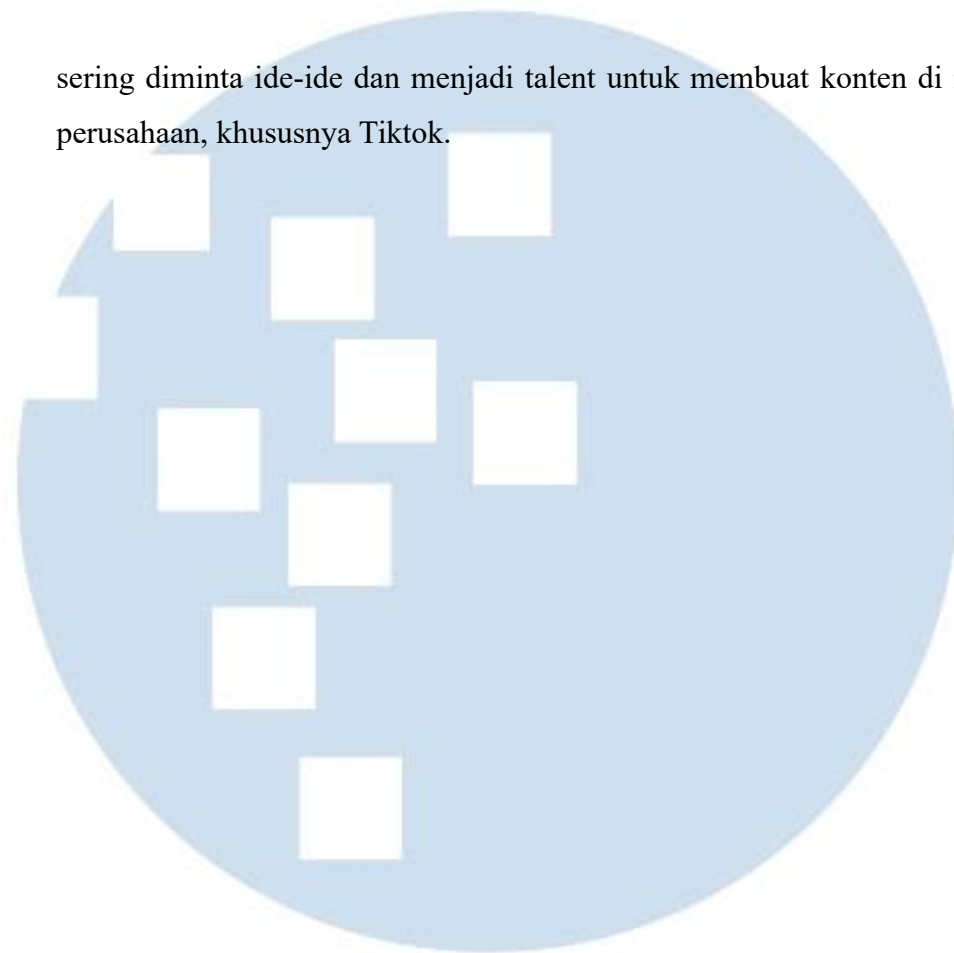 sering diminta ide-ide dan menjadi talent untuk membuat konten di
perusahaan, khususnya Tiktok.